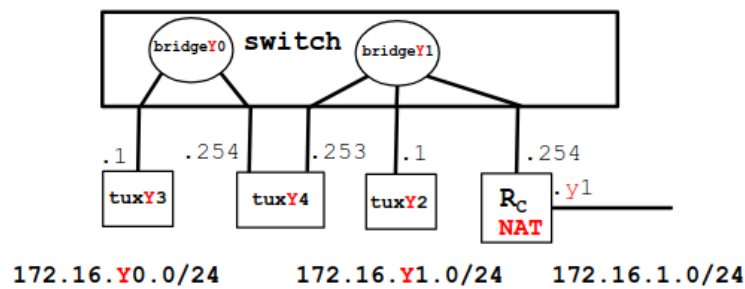 bridgeY0 switch bridgeY1
.1 .254 .253 .1 .254
.y1
tuxY3 tuxY4 tuxY2 RC
NAT
172.16.Y0.0/24 172.16.Y1.0/24 172.16.1.0/24